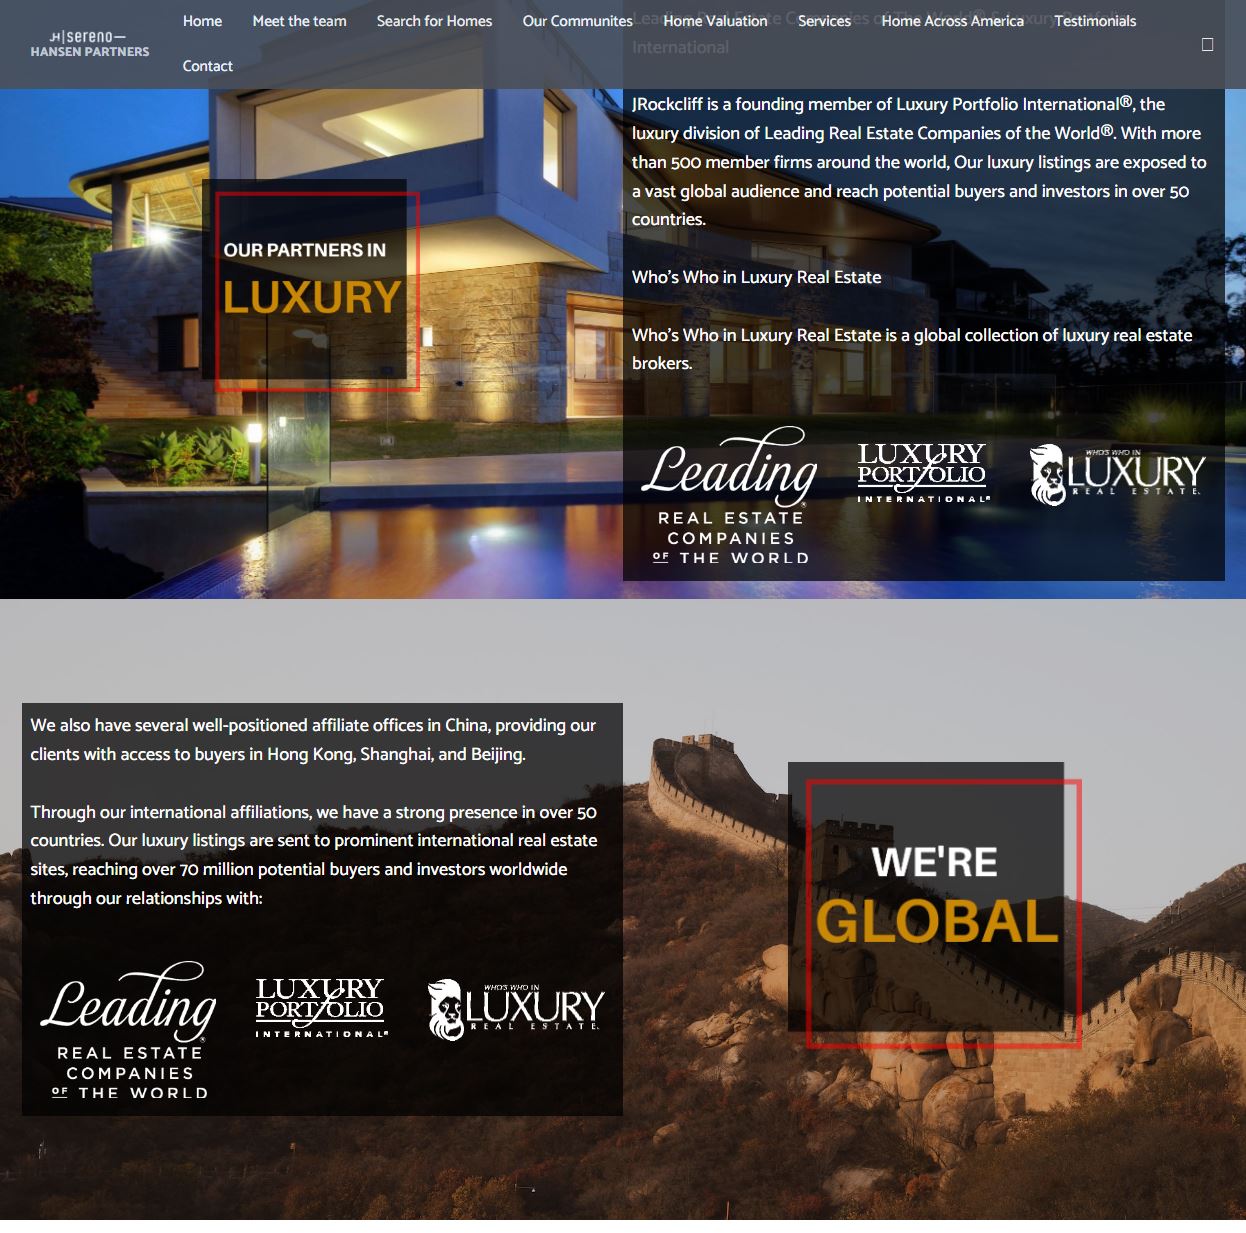 Home Meet the team Search for Homes Our Communites Home Valuation Services Home Across America Testimonials
sereno
HANSEN PARTNERS
Contact
Leading Real Estate Companies of The World® & Luxury Portfolio
International
JRockcliff is a founding member of Luxury Portfolio International®, the
luxury division of Leading Real Estate Companies of the World®. With more
than 500 member firms around the world, Our luxury listings are exposed to
a vast global audience and reach potential buyers and investors in over 50
countries.
Who's Who in Luxury Real Estate
Who's Who in Luxury Real Estate is a global collection of luxury real estate
brokers.
OUR PARTNERS IN
LUXURY
Leading®
REAL ESTATE
COMPANIES
OF THE WORLD
LUXURY
PORTFOLIO
INTERNATIONAL®
WHO'S WHO IN
LUXURY
REAL ESTATE.
We also have several well-positioned affiliate offices in China, providing our
clients with access to buyers in Hong Kong, Shanghai, and Beijing.
Through our international affiliations, we have a strong presence in over 50
countries. Our luxury listings are sent to prominent international real estate
sites, reaching over 70 million potential buyers and investors worldwide
through our relationships with:
Leading®
REAL ESTATE
COMPANIES
OF THE WORLD
LUXURY
PORTFOLIO
INTERNATIONAL®
WHO'S WHO IN
LUXURY
REAL ESTATE.
WE'RE
GLOBAL